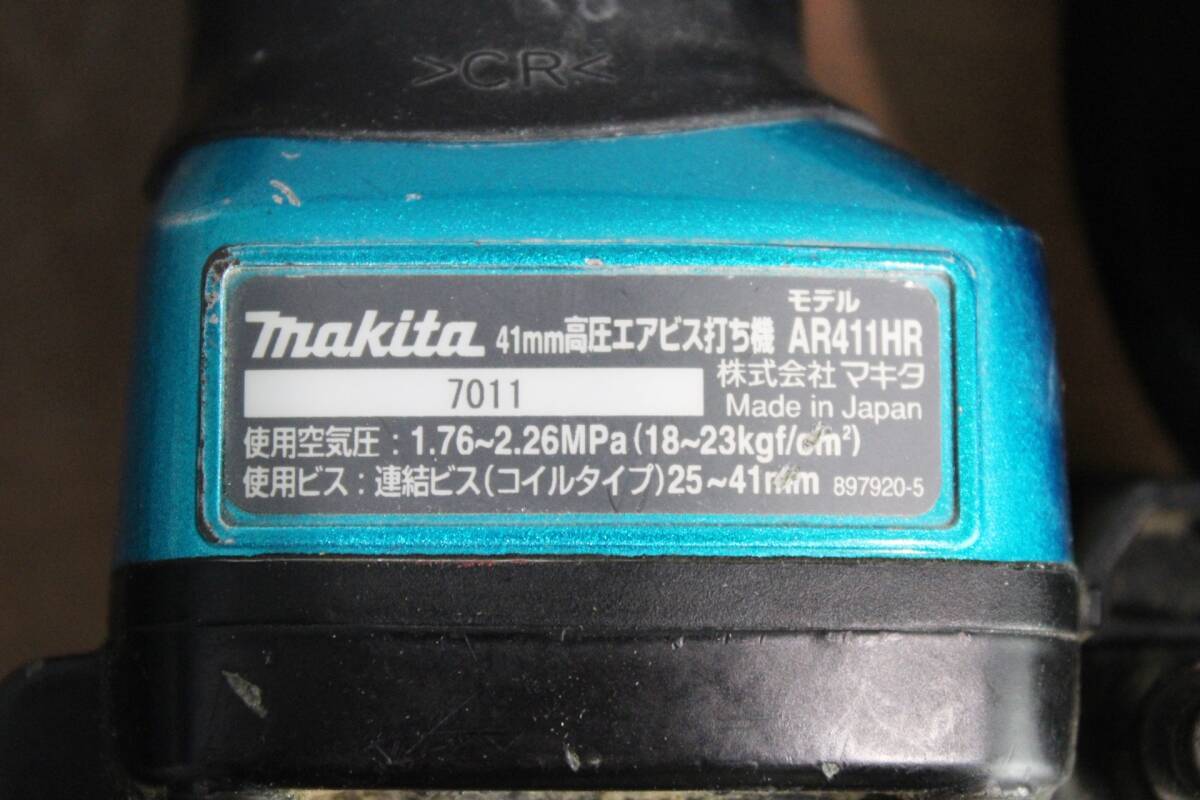 >CR<
モデル
makita 41mm高圧エアビス打ち機 AR411HR
7011
株式会社マキタ
Made in Japan
使用空気圧：1.76~2.26MPa(18~23kgf/cm²)
使用ビス：連結ビス(コイルタイプ)25~41mm 897920-5